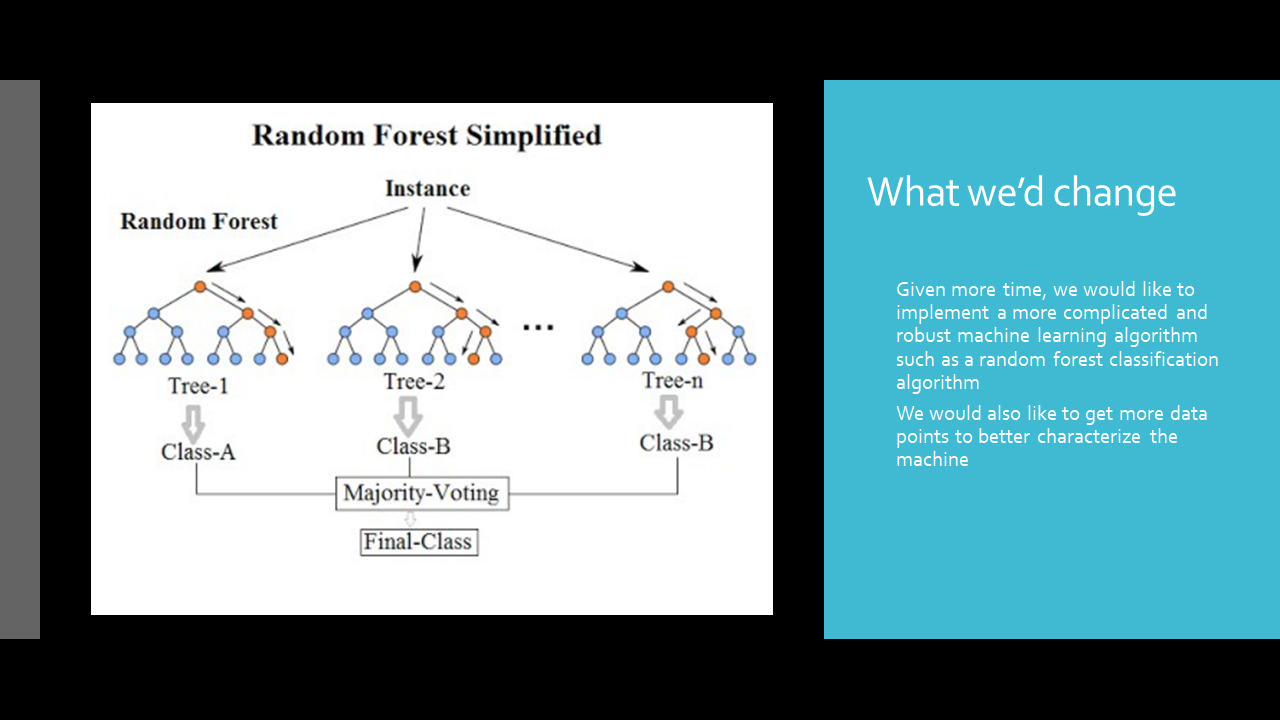 Random Forest Simplified
Instance
Random Forest
...
Tree-1
Tree-2
Tree-n
Class-A
Class-B
Class-B
Majority-Voting
Final-Class
What we’d change
Given more time, we would like to
implement a more complicated and
robust machine learning algorithm
such as a random forest classification
algorithm
We would also like to get more data
points to better characterize the
machine